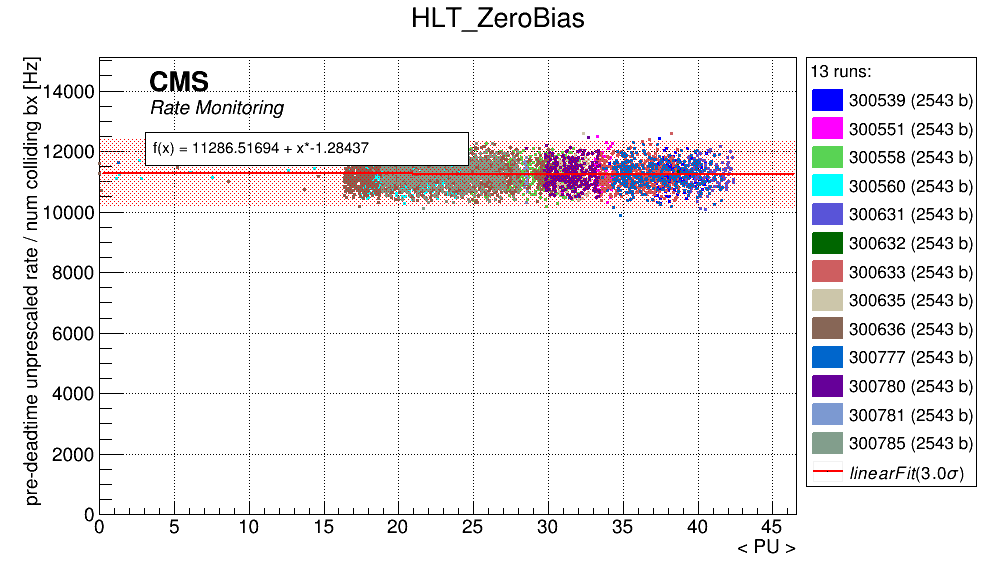 HLT_ZeroBias
pre-deadtime unprescaled rate / num colliding bx [Hz]
CMS
Rate Monitoring
f(x) = 11286.51694 + x*-1.28437
14000
12000
10000
8000
6000
4000
2000
0
0 5 10 15 20 25 30 35 40 45
< PU >
13 runs:
300539 (2543 b)
300551 (2543 b)
300558 (2543 b)
300560 (2543 b)
300631 (2543 b)
300632 (2543 b)
300633 (2543 b)
300635 (2543 b)
300636 (2543 b)
300777 (2543 b)
300780 (2543 b)
300781 (2543 b)
300785 (2543 b)
linearFit(3.0σ)